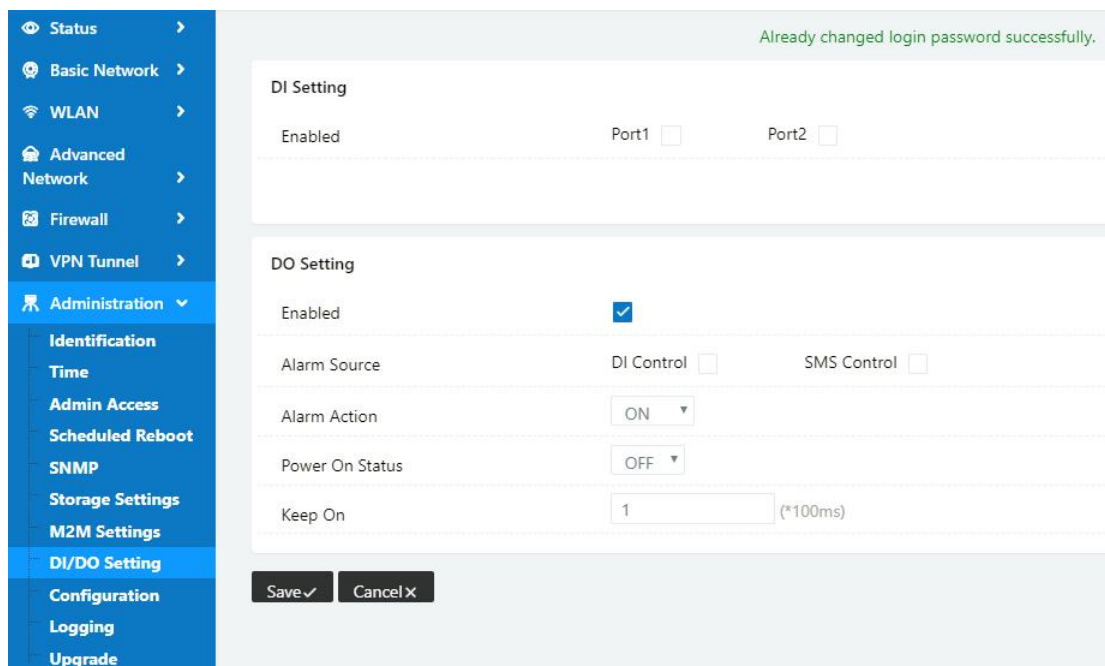 Status
Basic Network
WLAN
Advanced
Network
Firewall
VPN Tunnel
Administration
Identification
Time
Admin Access
Scheduled Reboot
SNMP
Storage Settings
M2M Settings
DI/DO Setting
Configuration
Logging
Upgrade
Already changed login password successfully.
DI Setting
Enabled Port1 Port2
DO Setting
Enabled
Alarm Source DI Control SMS Control
Alarm Action ON
Power On Status OFF
Keep On 1 (*100ms)
Save Cancel